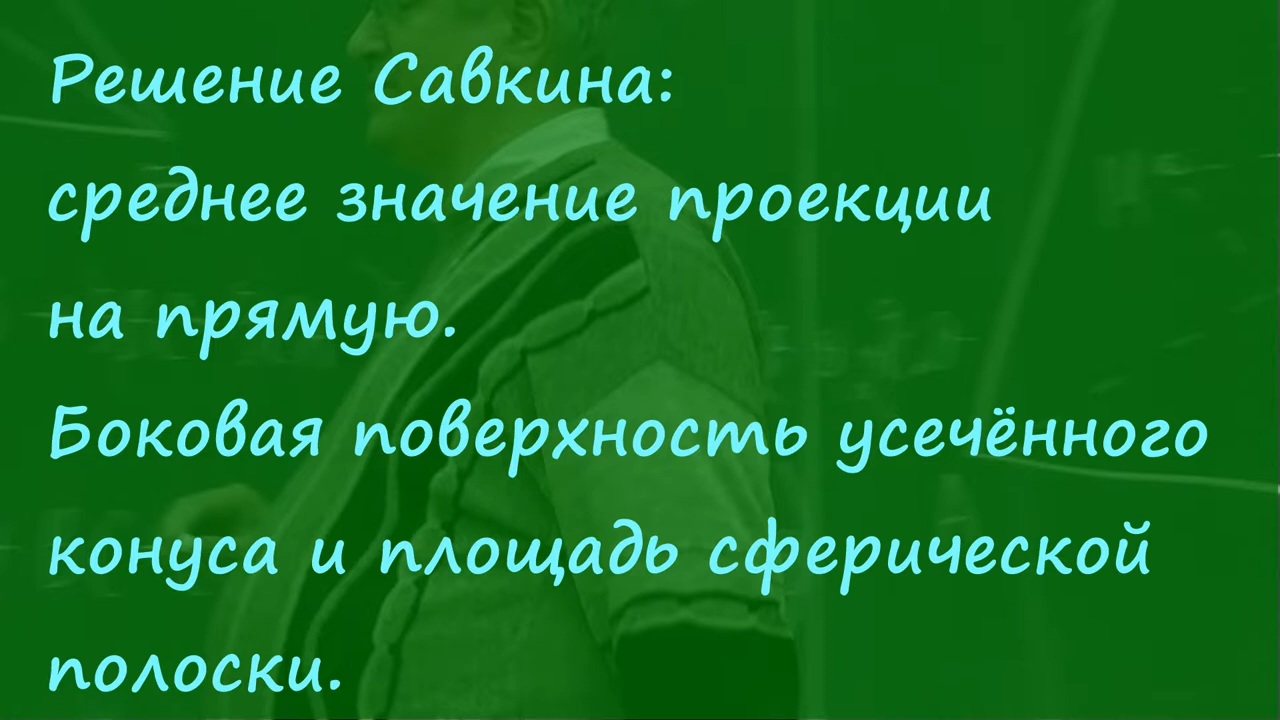 Решение Савкина:
среднее значение проекции
на прямую.
Боковая поверхность усечённого
конуса и площадь сферической
полоски.